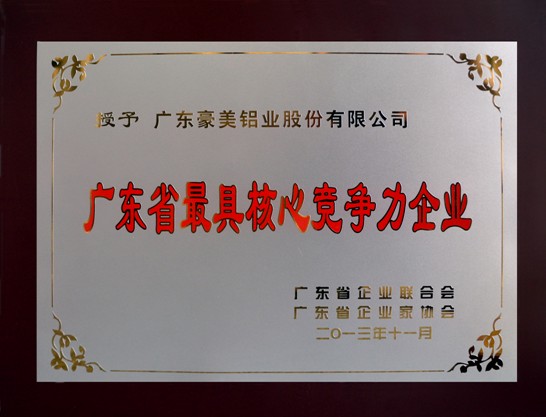 授予 广东豪美铝业股份有限公司
广东省最具核心竞争力企业
广东省企业联合会
广东省企业家协会
二〇一三年十一月